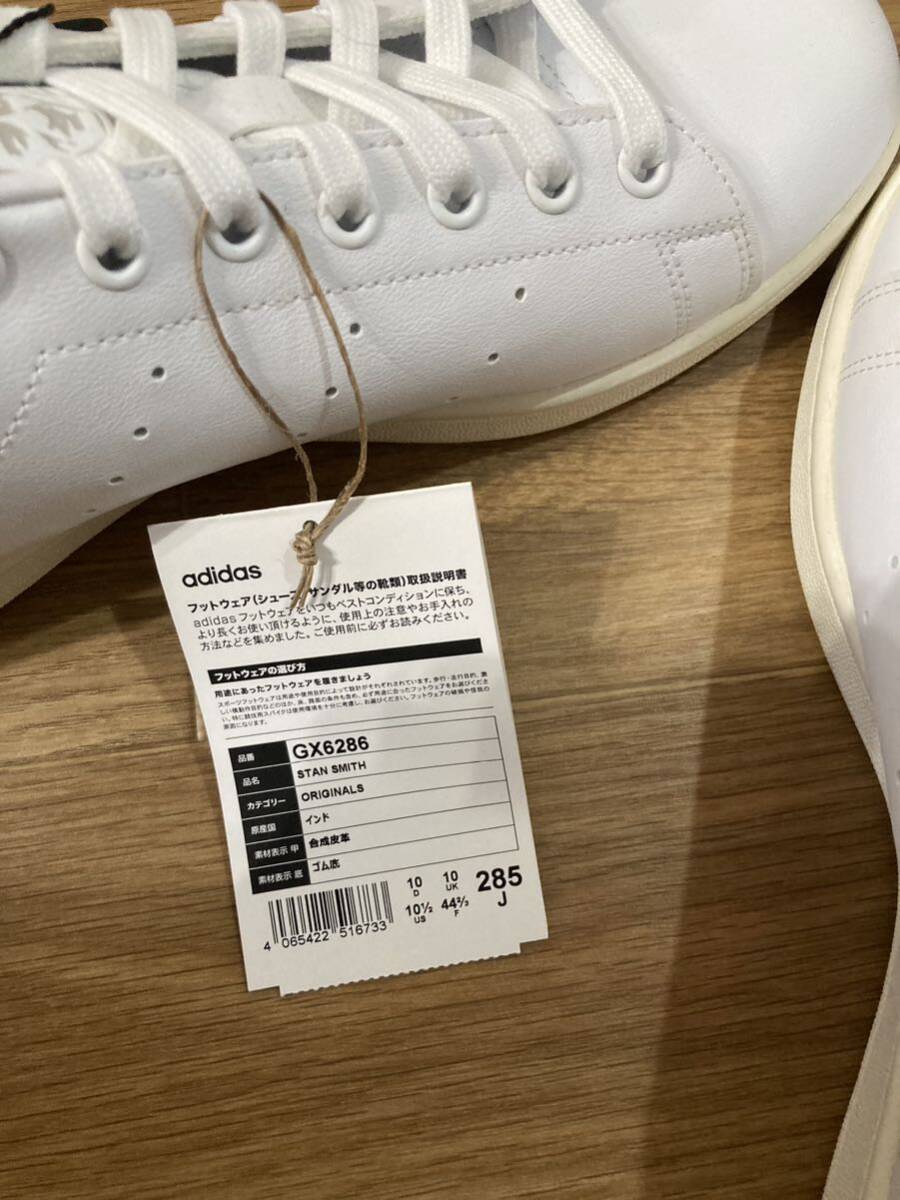 adidas
フットウェア(シューズ、サンダル等の靴類)取扱説明書
adidas フットウェアをいつもベストコンディションに保ち、
より長くお使い頂けるように、使用上の注意やお手入れの
方法などを集めました。ご使用前に必ずお読みください。
フットウェアの選び方
用途にあったフットウェアを履きましょう
品番 GX6286
品名 STAN SMITH
カテゴリー ORIGINALS
原産国 インド
素材表示 甲 合成皮革
素材表示 底 ゴム底
10 D 10 UK 285 J
10½ US 44⅔ F
4 065422 516733